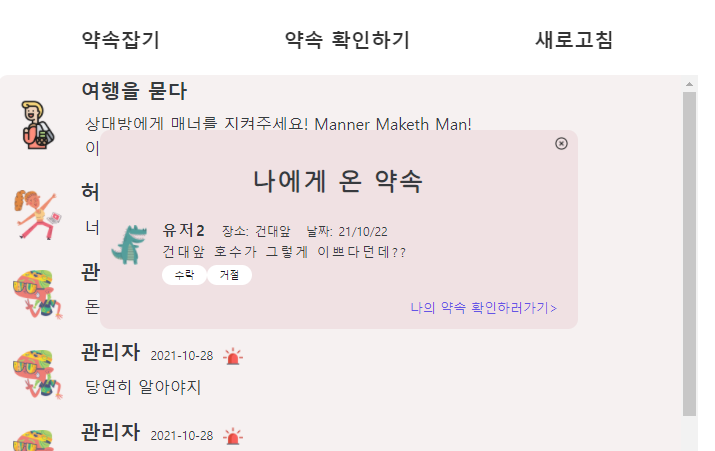 약속잡기 약속 확인하기 새로고침
여행을 묻다
상대방에게 매너를 지켜주세요! Manner Maketh Man!
이
나에게 온 약속
허
너
유저2 장소: 건대앞 날짜: 21/10/22
건대앞 호수가 그렇게 이쁘다던데??
관
수락 거절
돈
나의 약속 확인하러가기>
관리자 2021-10-28
당연히 알아야지
관리자 2021-10-28